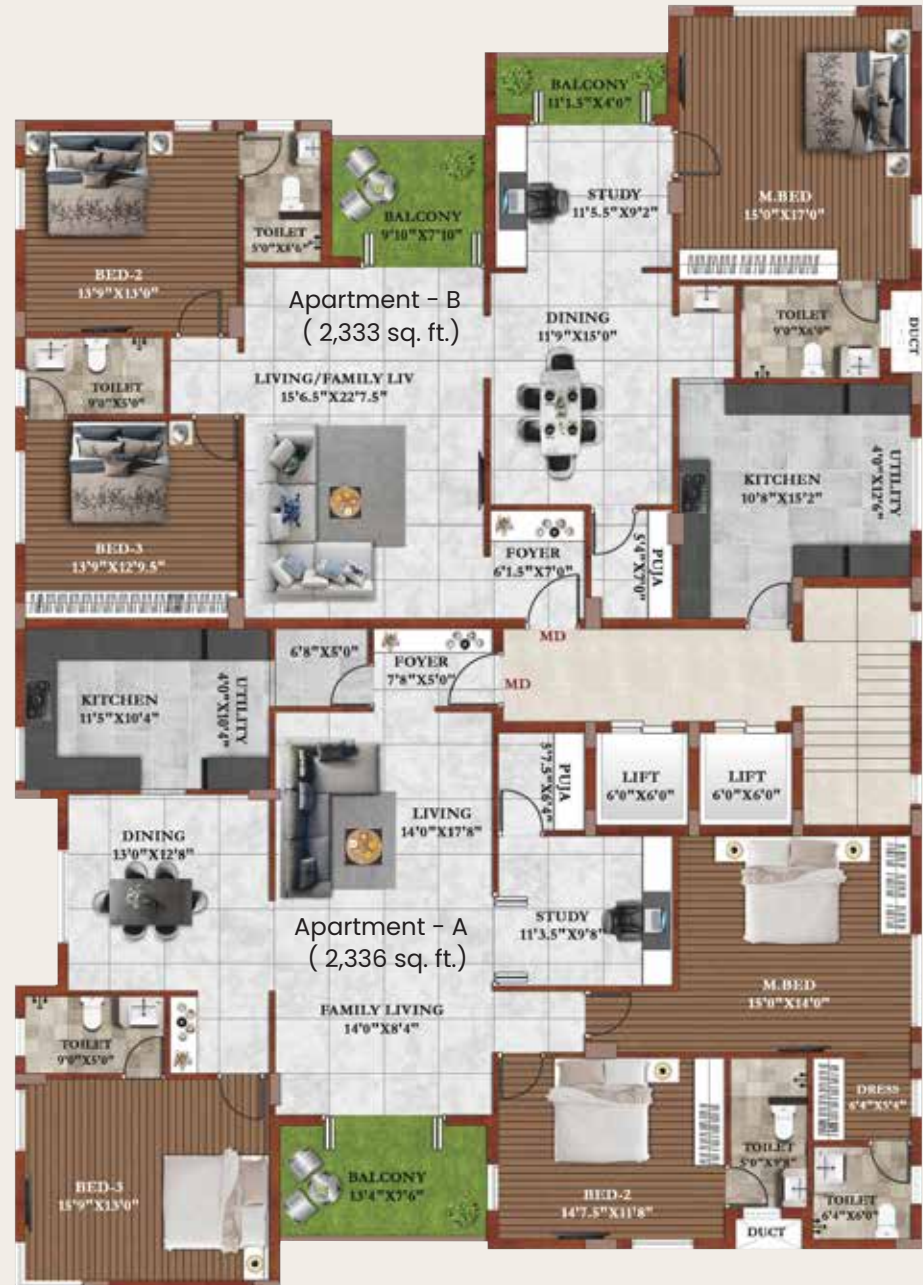 BALCONY
11'1.5"X4'0"
STUDY
11'5.5"X9'2"
M.BED
15'0"X17'0"
TOILET
5'0"X8'6"
BALCONY
9'10"X7'10"
BED-2
13'9"X13'0"
Apartment - B
( 2,333 sq. ft.)
DINING
11'9"X15'0"
TOILET
9'0"X6'0"
DUCT
TOILET
9'0"X5'0"
LIVING/FAMILY LIV
15'6.5"X22'7.5"
KITCHEN
10'8"X15'2"
UTILITY
4'0"X12'6"
BED-3
13'9"X12'9.5"
FOYER
6'1.5"X7'0"
PUJA
5'4"X7'0"
MD
6'8"X5'0"
FOYER
7'8"X5'0"
MD
KITCHEN
11'5"X10'4"
UTILITY
4'0"X10'4"
PUJA
5'7.5"X6'4"
LIFT
6'0"X6'0"
LIFT
6'0"X6'0"
LIVING
14'0"X17'8"
DINING
13'0"X12'8"
Apartment - A
( 2,336 sq. ft.)
STUDY
11'3.5"X9'8"
M.BED
15'0"X14'0"
FAMILY LIVING
14'0"X8'4"
TOILET
9'0"X5'0"
DRESS
6'4"X5'4"
TOILET
5'0"X9'8"
BALCONY
13'4"X7'6"
BED-3
15'9"X13'0"
BED-2
14'7.5"X11'8"
TOILET
6'4"X6'0"
DUCT